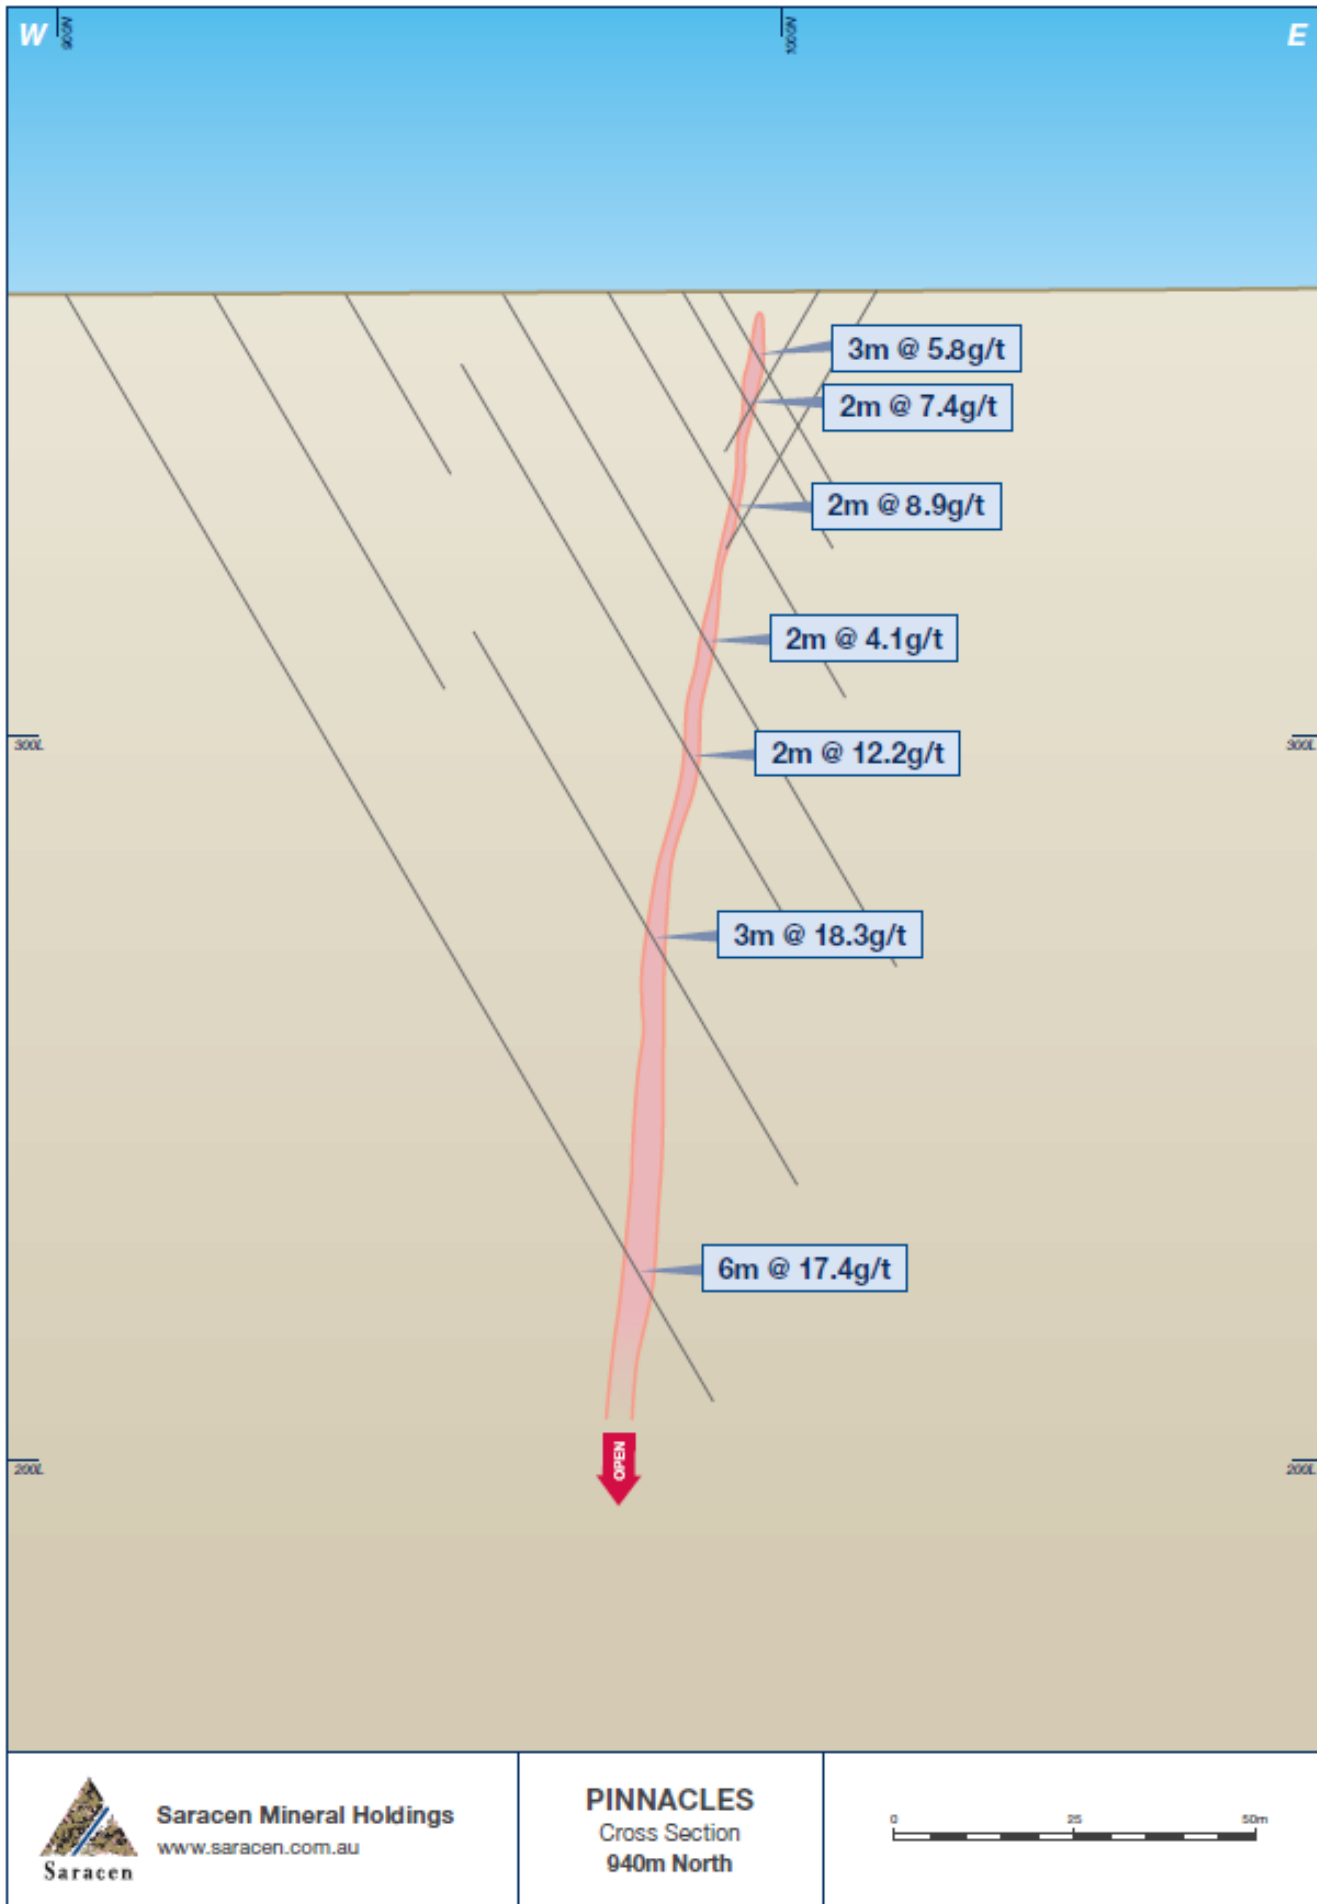 W
900N
1000N
E
3m @ 5.8g/t
2m @ 7.4g/t
2m @ 8.9g/t
2m @ 4.1g/t
300L
300L
2m @ 12.2g/t
3m @ 18.3g/t
6m @ 17.4g/t
OPEN
200L
200L
Saracen
Saracen Mineral Holdings
www.saracen.com.au
PINNACLES
Cross Section
940m North
0 25 50m